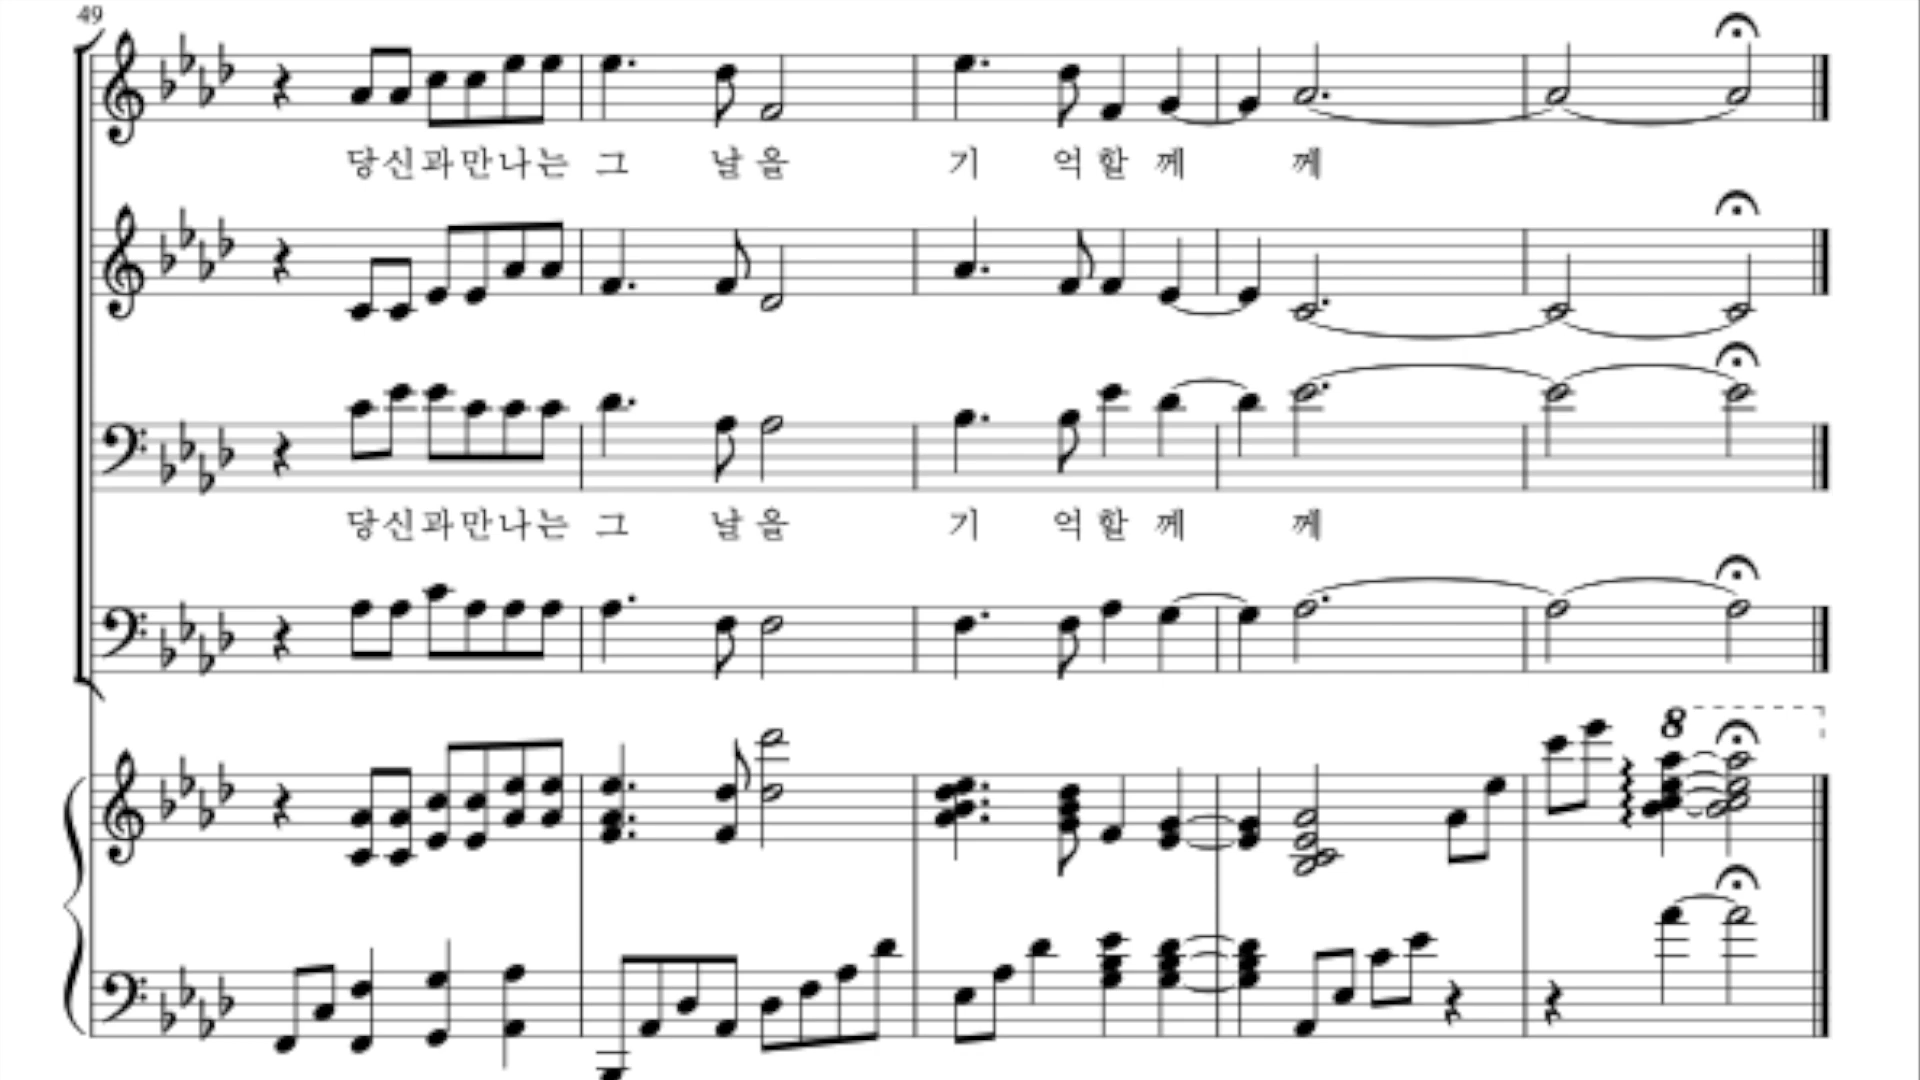 49
당신과만나는 그 날을 기 억할 께 께
당신과만나는 그 날을 기 억할 께 께
8